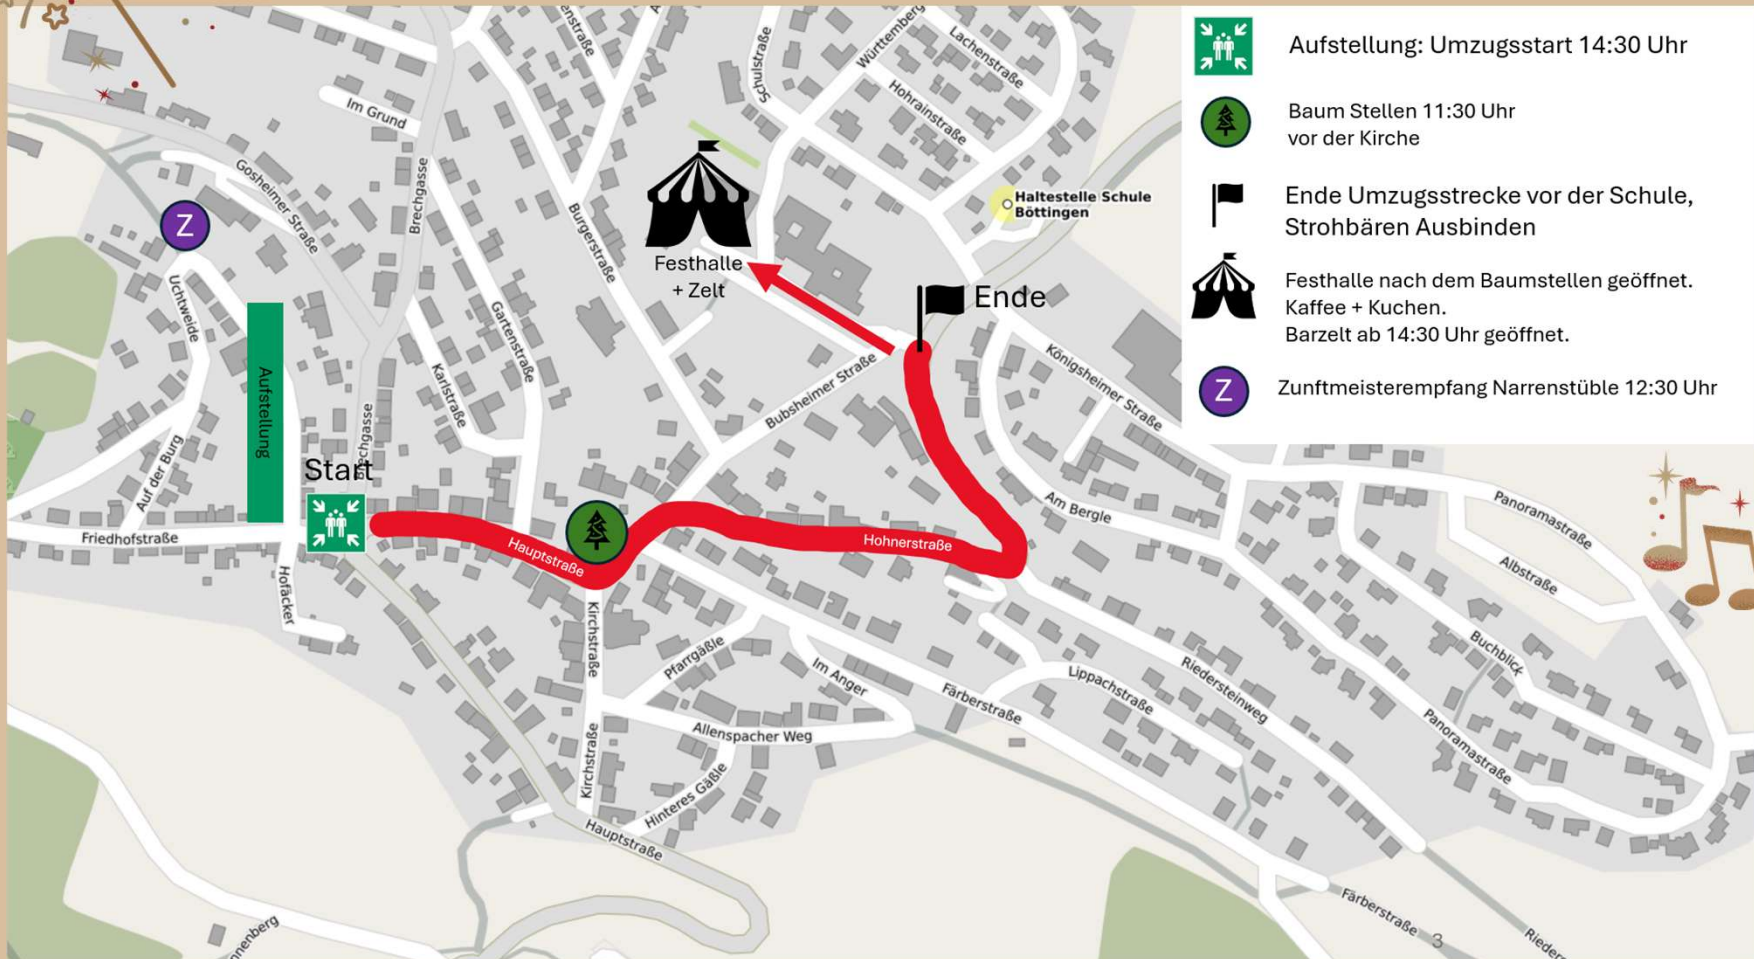 Aufstellung: Umzugsstart 14:30 Uhr
Baum Stellen 11:30 Uhr
vor der Kirche
Ende Umzugsstrecke vor der Schule,
Strohbären Ausbinden
Festhalle nach dem Baumstellen geöffnet.
Kaffee + Kuchen.
Barzelt ab 14:30 Uhr geöffnet.
Z
Zunftmeisterempfang Narrenstüble 12:30 Uhr
Schulstraße
Lachenstraße
Hohrainstraße
Im Grund
Gosheimer Straße
Brechgasse
Burgerstraße
Haltestelle Schule
Böttingen
Z
Festhalle
+ Zelt
Ende
Uchtweide
Gartenstraße
Karlstraße
Bubsheimer Straße
Königsheimer Straße
Aufstellung
Auf der Burg
Start
Friedhofstraße
Hofäcker
Hauptstraße
Hohnerstraße
Am Bergle
Panoramastraße
Albstraße
Buchblick
Kirchstraße
Pfarrgäßle
Im Anger
Färberstraße
Lippachstraße
Riedersteinweg
Panoramastraße
Allenspacher Weg
Kirchstraße
Hinteres Gäßle
Hauptstraße
Färberstraße
3